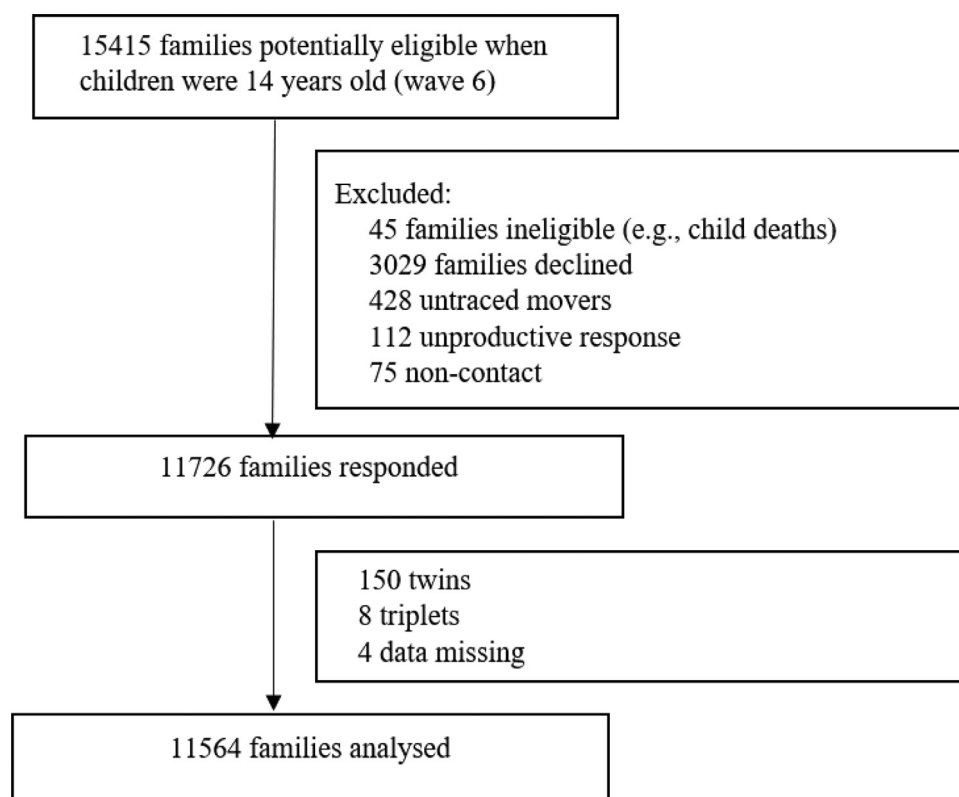 15415 families potentially eligible when
children were 14 years old (wave 6)
Excluded:
45 families ineligible (e.g., child deaths)
3029 families declined
428 untraced movers
112 unproductive response
75 non-contact
11726 families responded
150 twins
8 triplets
4 data missing
11564 families analysed